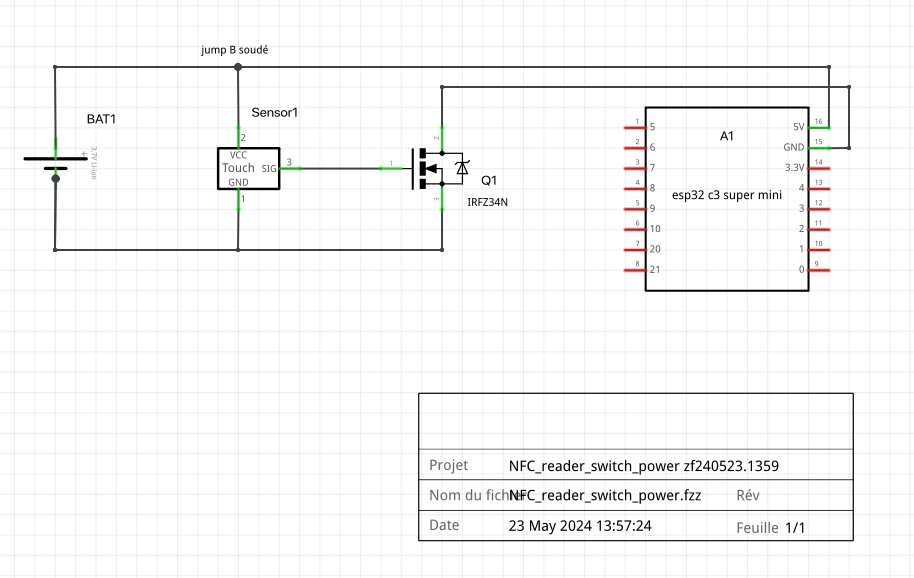 jump B soudé
BAT1
3.7V Li-ion
+
Sensor1
2
VCC
Touch
SIG
3
GND
1
1
2
3
Q1
IRFZ34N
A1
esp32 c3 super mini
1 5
2 6
3 7
4 8
5 9
6 10
7 20
8 21
5V 16
GND 15
3.3V 14
4 13
3 12
2 11
1 10
0 9
Projet NFC_reader_switch_power zf240523.1359
Nom du fichier NFC_reader_switch_power.fzz Rév
Date 23 May 2024 13:57:24 Feuille 1/1